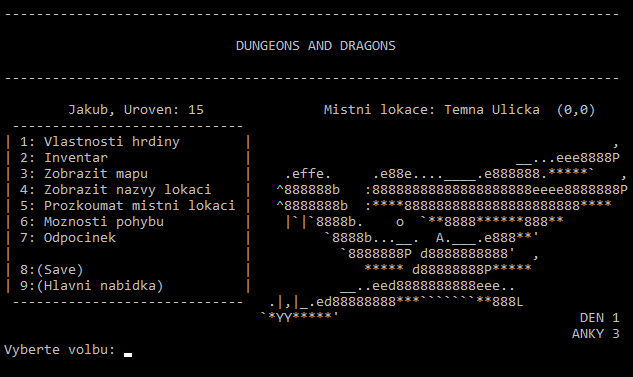 DUNGEONS AND DRAGONS
Jakub, Uroven: 15
Mistni lokace: Temna Ulicka (0,0)
1: Vlastnosti hrdiny
2: Inventar
3: Zobrazit mapu
4: Zobrazit nazvy lokaci
5: Prozkoumat mistni lokaci
6: Moznosti pohybu
7: Odpocinek
8:(Save)
9:(Hlavni nabidka)
DEN 1
ANKY 3
Vyberte volbu: